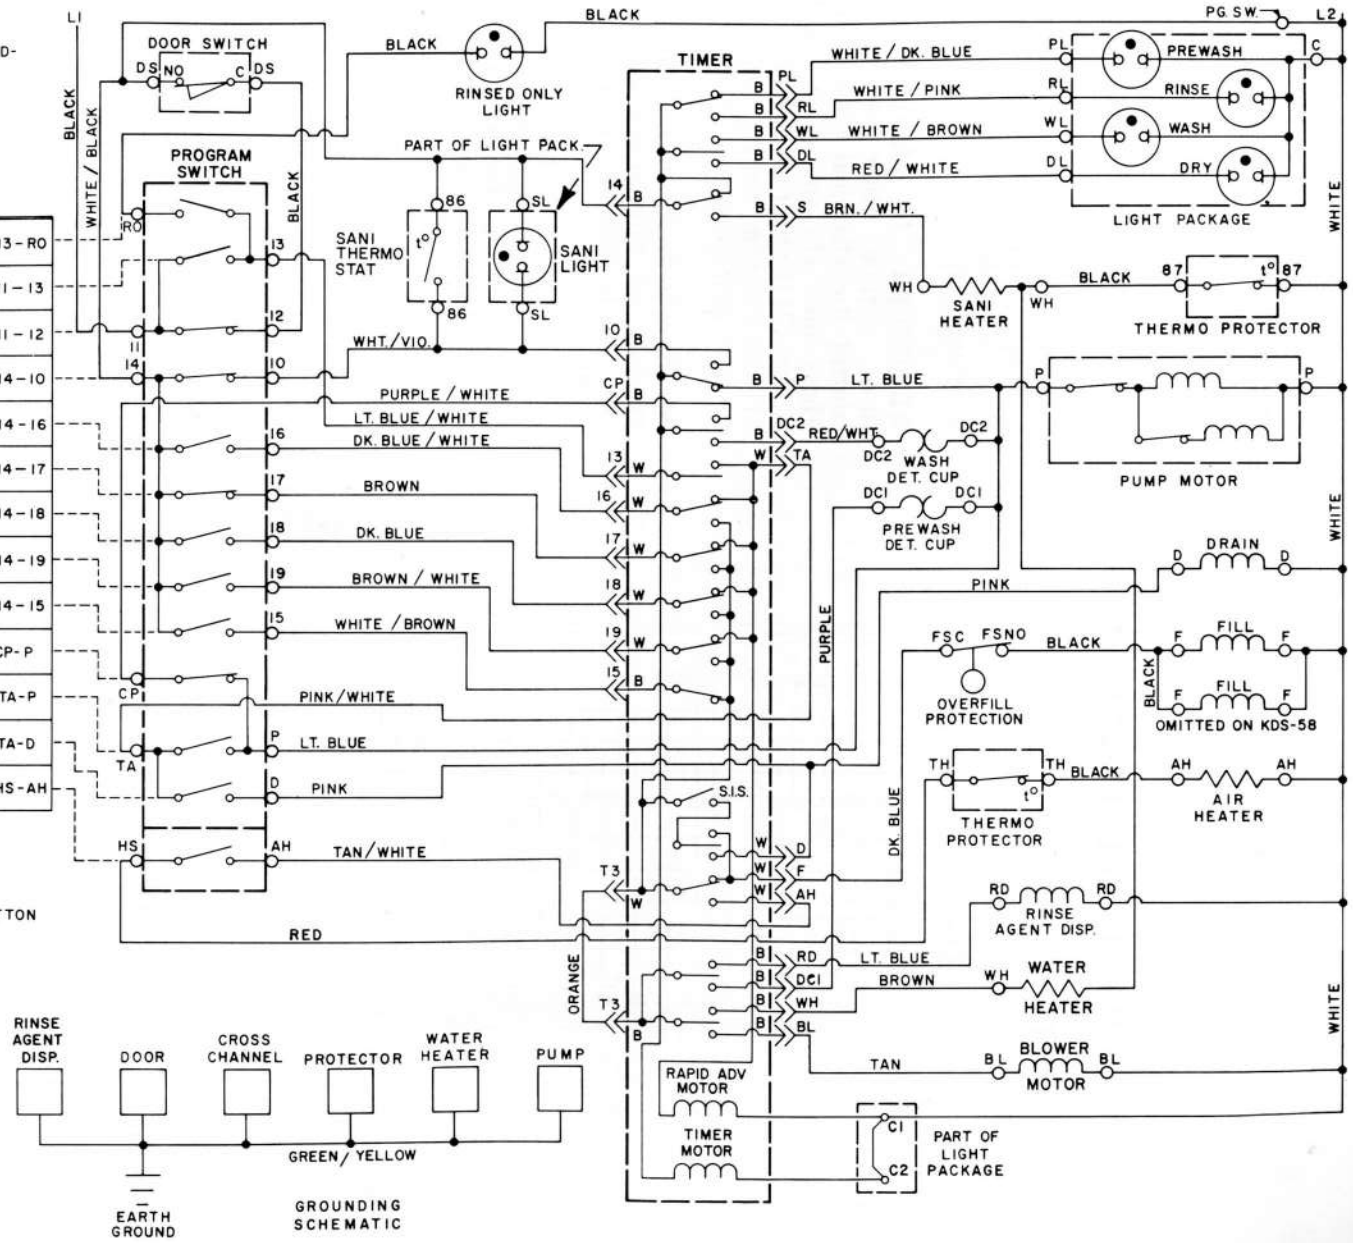 L1
BLACK
PG. SW.
L2
D-
DOOR SWITCH
DS
NO
C
DS
BLACK
RINSED ONLY
LIGHT
TIMER
PL
B
WHITE / DK. BLUE
PL
PREWASH
C
B
RL
WHITE / PINK
RL
RINSE
B
WL
WHITE / BROWN
WL
WASH
B
DL
RED / WHITE
DL
DRY
LIGHT PACKAGE
BLACK
WHITE / BLACK
PROGRAM
SWITCH
BLACK
PART OF LIGHT PACK.
14
B
B
S
BRN. / WHT.
WHITE
RO
13
86
SL
SANI
THERMO
STAT
t°
SANI
LIGHT
86
SL
WH
SANI
HEATER
WH
BLACK
87
t°
87
THERMO PROTECTOR
3-RO
1-13
11-12
14-10
14-16
14-17
14-18
14-19
14-15
CP-P
TA-P
TA-D
HS-AH
12
11
14
10
WHT./VIO.
10
B
PURPLE / WHITE
CP
B
B
P
LT. BLUE
P
P
PUMP MOTOR
LT. BLUE / WHITE
DK. BLUE / WHITE
16
13
W
B
DC2
RED/WHT.
DC2
DC2
WASH
DET. CUP
W
TA
17
BROWN
16
W
DC1
DC1
PREWASH
DET. CUP
WHITE
18
DK. BLUE
17
W
DRAIN
D
D
19
BROWN / WHITE
18
W
PINK
15
WHITE / BROWN
19
W
PURPLE
FSC
FSNO
BLACK
F
FILL
F
BLACK
F
FILL
F
OMITTED ON KDS-58
OVERFILL
PROTECTION
15
B
CP
PINK/WHITE
P
LT. BLUE
TA
D
PINK
TH
TH
BLACK
t°
THERMO
PROTECTOR
AH
AH
AIR
HEATER
S.I.S.
DK. BLUE
HS
AH
TAN/WHITE
W
D
W
F
W
AH
T3
W
RD
RD
RINSE
AGENT DISP.
TTON
RED
ORANGE
B
RD
LT. BLUE
B
DC1
BROWN
WH
WATER
HEATER
B
WH
T3
B
B
BL
TAN
BL
BLOWER
MOTOR
BL
WHITE
RAPID ADV
MOTOR
TIMER
MOTOR
C1
C2
PART OF
LIGHT
PACKAGE
RINSE
AGENT
DISP.
DOOR
CROSS
CHANNEL
PROTECTOR
WATER
HEATER
PUMP
GREEN / YELLOW
EARTH
GROUND
GROUNDING
SCHEMATIC